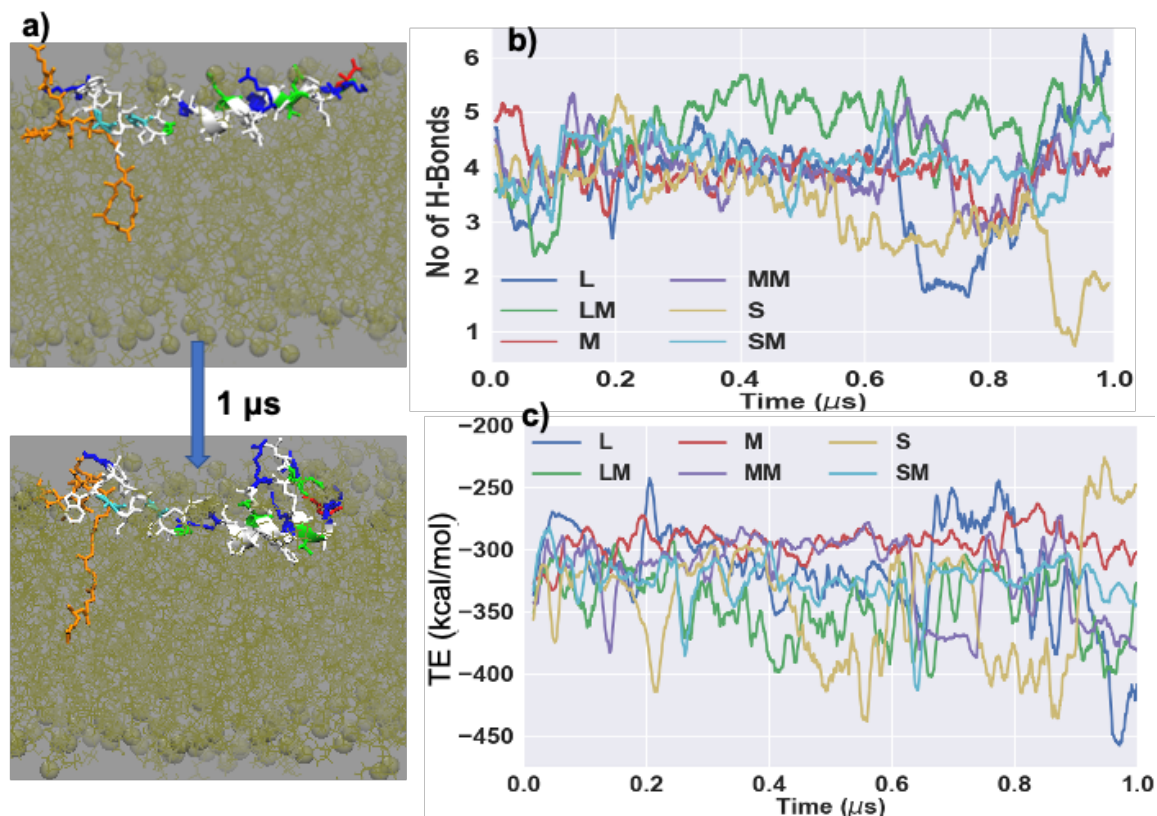 a)
1 µs
b)
No of H-Bonds
6
5
4
3
2
1
L
LM
M
MM
S
SM
0.0 0.2 0.4 0.6 0.8 1.0
Time (µs)
c)
TE (kcal/mol)
−200
−250
−300
−350
−400
−450
L M S
LM MM SM
0.0 0.2 0.4 0.6 0.8 1.0
Time (µs)